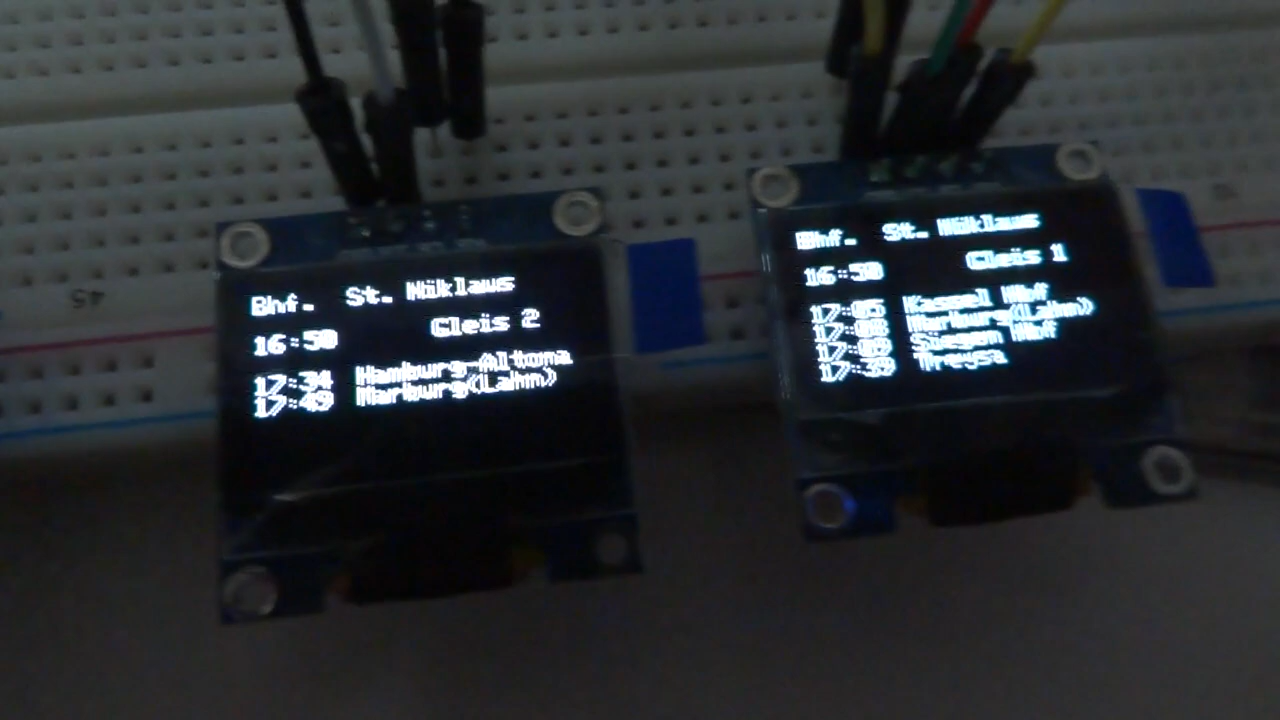 Bhf. St. Niklaus
16:50 Gleis 2
17:34 Hamburg-Altona
17:49 Marburg(Lahn)
Bhf. St. Niklaus
16:50 Gleis 1
17:05 Kassel Hbf
17:08 Marburg(Lahn)
17:09 Siegen Hbf
17:39 Treysa
45